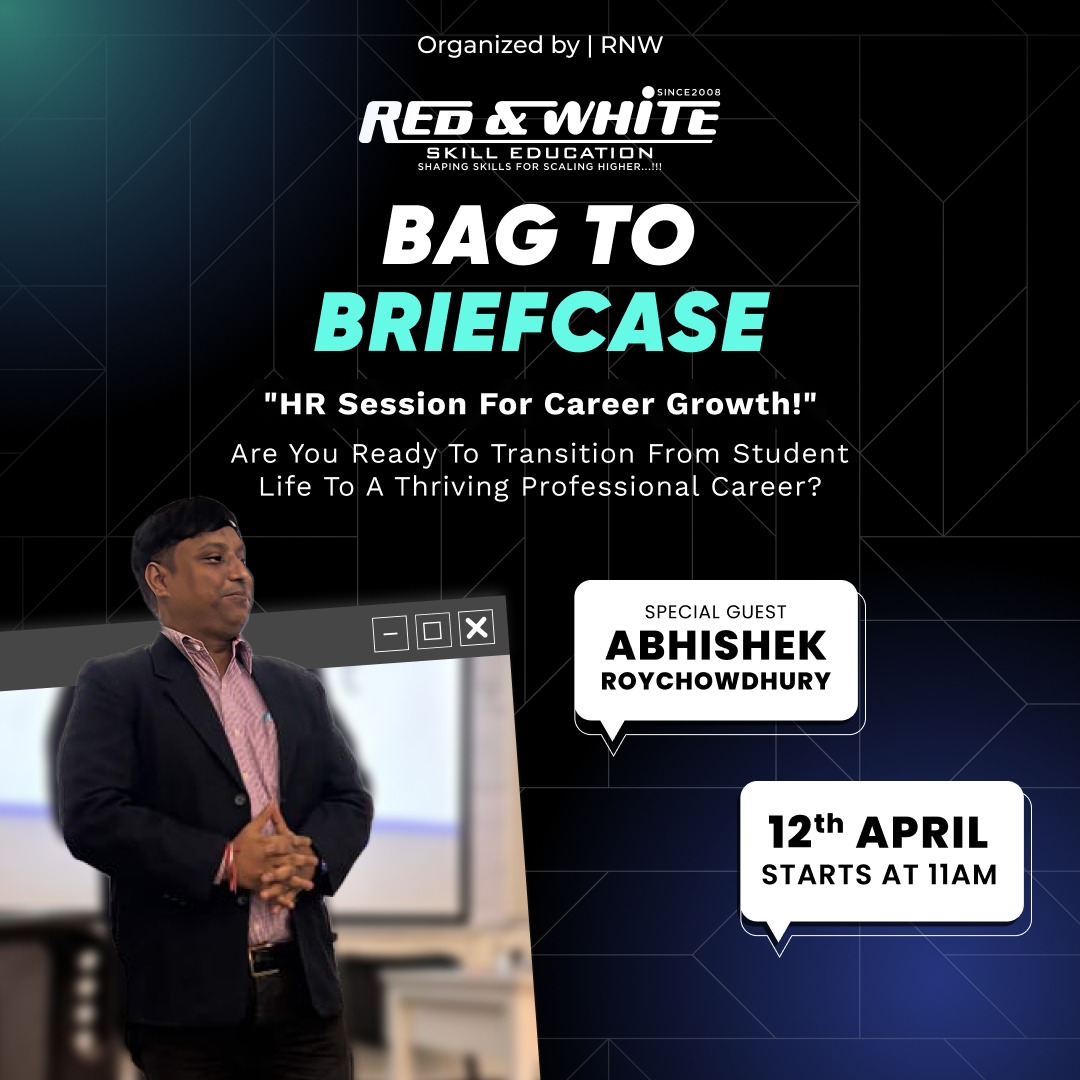 Organized by | RNW
SINCE2008
RED & WHITE
SKILL EDUCATION
SHAPING SKILLS FOR SCALING HIGHER...!!!
BAG TO
BRIEFCASE
"HR Session For Career Growth!"
Are You Ready To Transition From Student
Life To A Thriving Professional Career?
SPECIAL GUEST
ABHISHEK
ROYCHOWDHURY
12th APRIL
STARTS AT 11AM